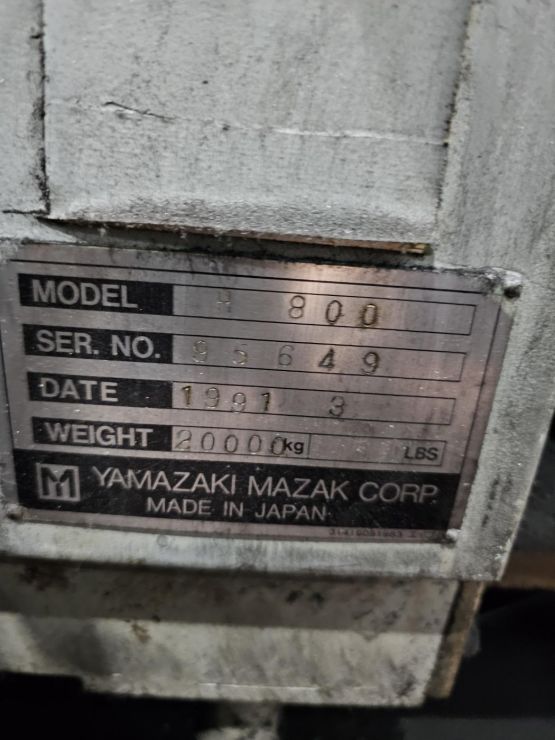 MODEL H 800
SER. NO. 95649
DATE 1991 3
WEIGHT 20000 kg LBS
YAMAZAKI MAZAK CORP.
MADE IN JAPAN